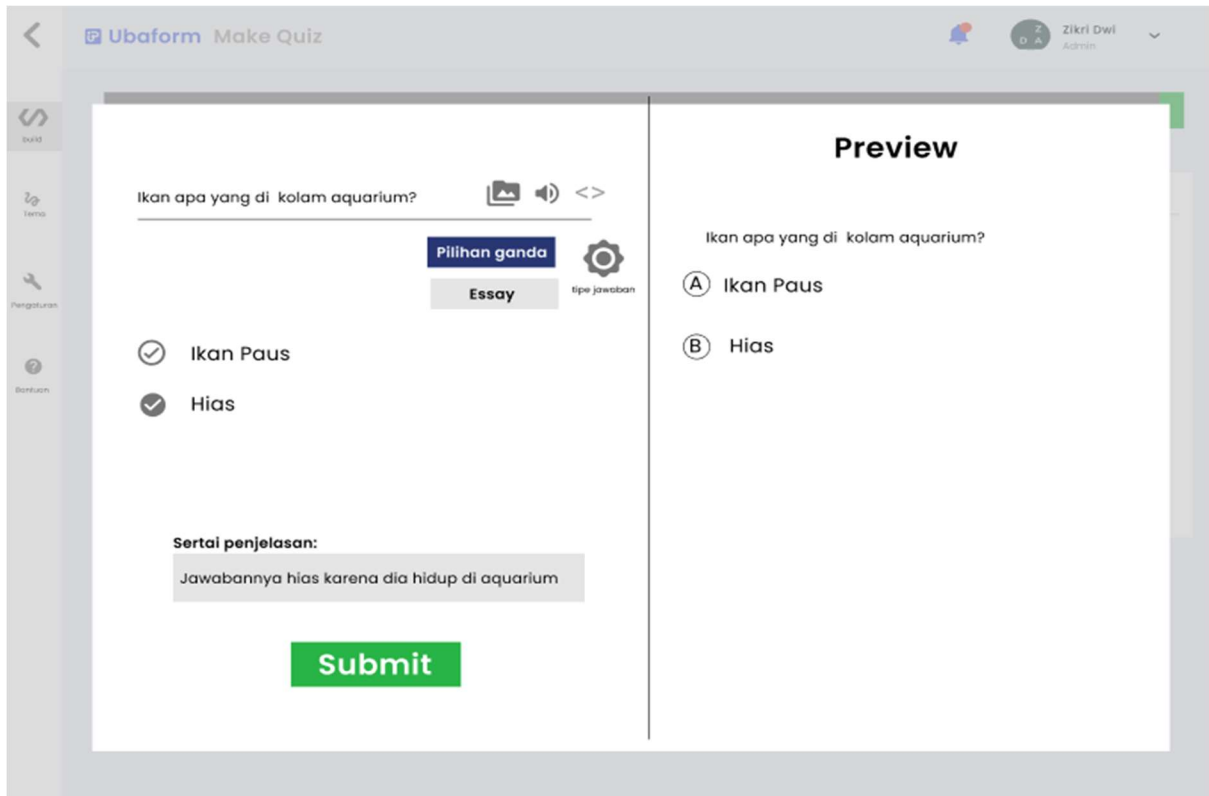 Ubaform Make Quiz
Z
D A
Zikri Dwi
Admin
build
Tema
Pengaturan
Bantuan
Ikan apa yang di kolam aquarium?
Pilihan ganda
Essay
tipe jawaban
Ikan Paus
Hias
Sertai penjelasan:
Jawabannya hias karena dia hidup di aquarium
Submit
Preview
Ikan apa yang di kolam aquarium?
A Ikan Paus
B Hias